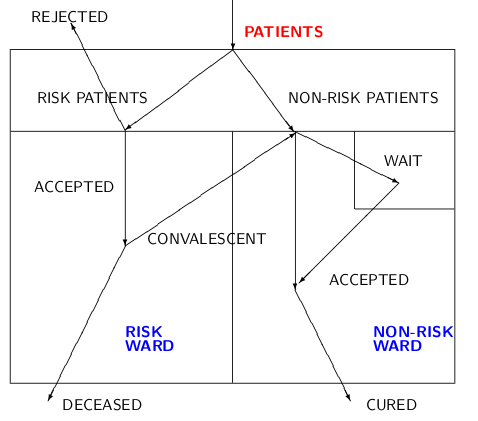 REJECTED
PATIENTS
RISK PATIENTS
NON-RISK PATIENTS
WAIT
ACCEPTED
CONVALESCENT
ACCEPTED
RISK
WARD
NON-RISK
WARD
DECEASED
CURED